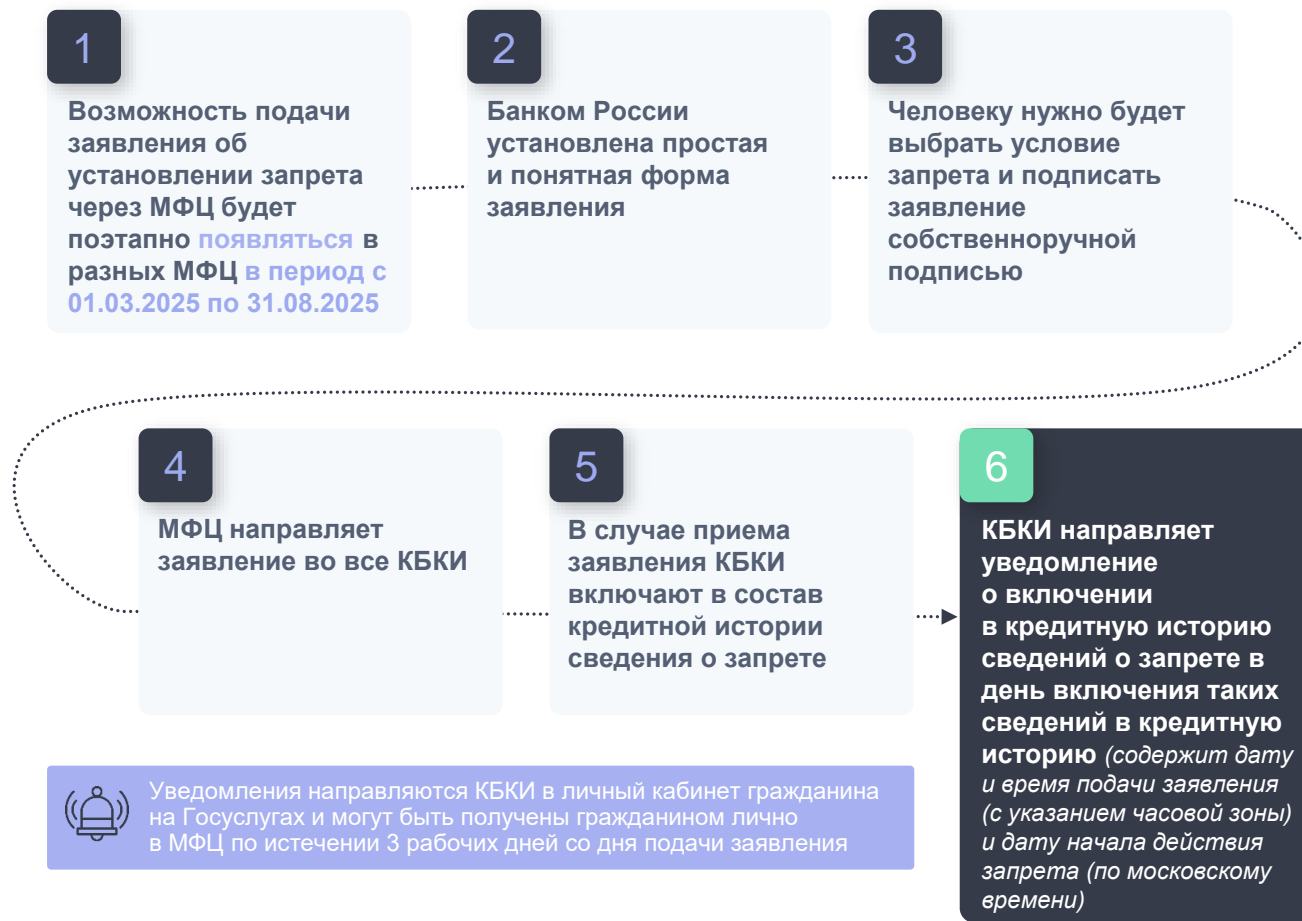 1
Возможность подачи
заявления об
установлении запрета
через МФЦ будет
поэтапно появляться в
разных МФЦ в период с
01.03.2025 по 31.08.2025
2
Банком России
установлена простая
и понятная форма
заявления
3
Человеку нужно будет
выбрать условие
запрета и подписать
заявление
собственноручной
подписью
4
МФЦ направляет
заявление во все КБКИ
5
В случае приема
заявления КБКИ
включают в состав
кредитной истории
сведения о запрете
6
КБКИ направляет
уведомление
о включении
в кредитную историю
сведений о запрете в
день включения таких
сведений в кредитную
историю (содержит дату
и время подачи заявления
(с указанием часовой зоны)
и дату начала действия
запрета (по московскому
времени)
Уведомления направляются КБКИ в личный кабинет гражданина
на Госуслугах и могут быть получены гражданином лично
в МФЦ по истечении 3 рабочих дней со дня подачи заявления